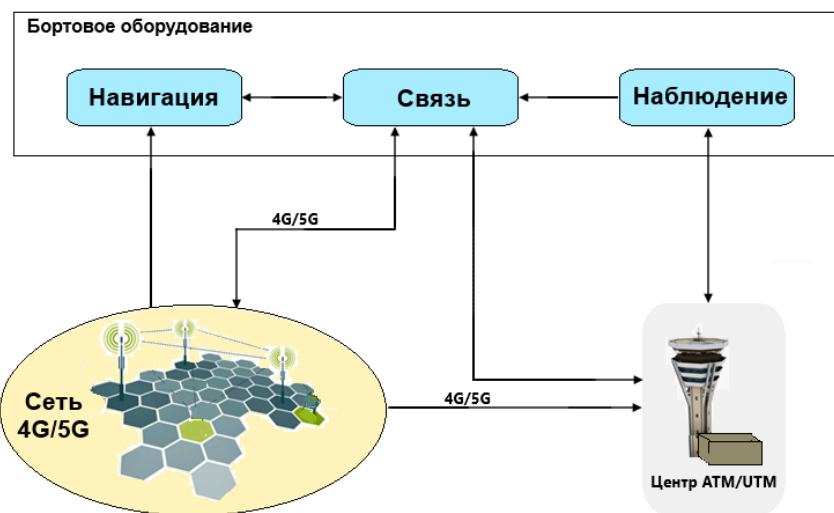 Бортовое оборудование
Навигация
Связь
Наблюдение
4G/5G
Сеть
4G/5G
4G/5G
Центр ATM/UTM